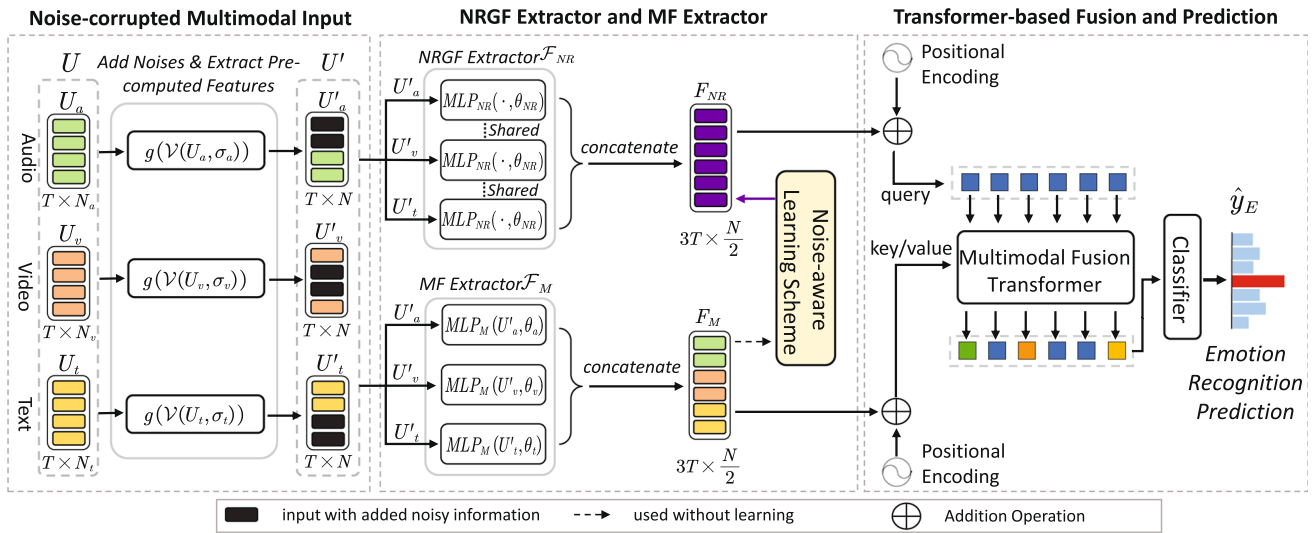 Noise-corrupted Multimodal Input
NRGF Extractor and MF Extractor
Transformer-based Fusion and Prediction
U
Add Noises & Extract Pre-
computed Features
U'
Audio
U_a
T × N_a
g(𝒱(U_a, σ_a))
U'_a
T × N
Video
U_v
T × N_v
g(𝒱(U_v, σ_v))
U'_v
T × N
Text
U_t
T × N_t
g(𝒱(U_t, σ_t))
U'_t
T × N
NRGF Extractor ℱ_NR
U'_a
MLP_NR(·, θ_NR)
Shared
U'_v
MLP_NR(·, θ_NR)
Shared
U'_t
MLP_NR(·, θ_NR)
concatenate
F_NR
3T × N/2
MF Extractor ℱ_M
U'_a
MLP_M(U'_a, θ_a)
U'_v
MLP_M(U'_v, θ_v)
U'_t
MLP_M(U'_t, θ_t)
concatenate
F_M
3T × N/2
Noise-aware
Learning Scheme
Positional
Encoding
query
key/value
Multimodal Fusion
Transformer
Classifier
ŷ_E
Emotion
Recognition
Prediction
Positional
Encoding
input with added noisy information
used without learning
Addition Operation